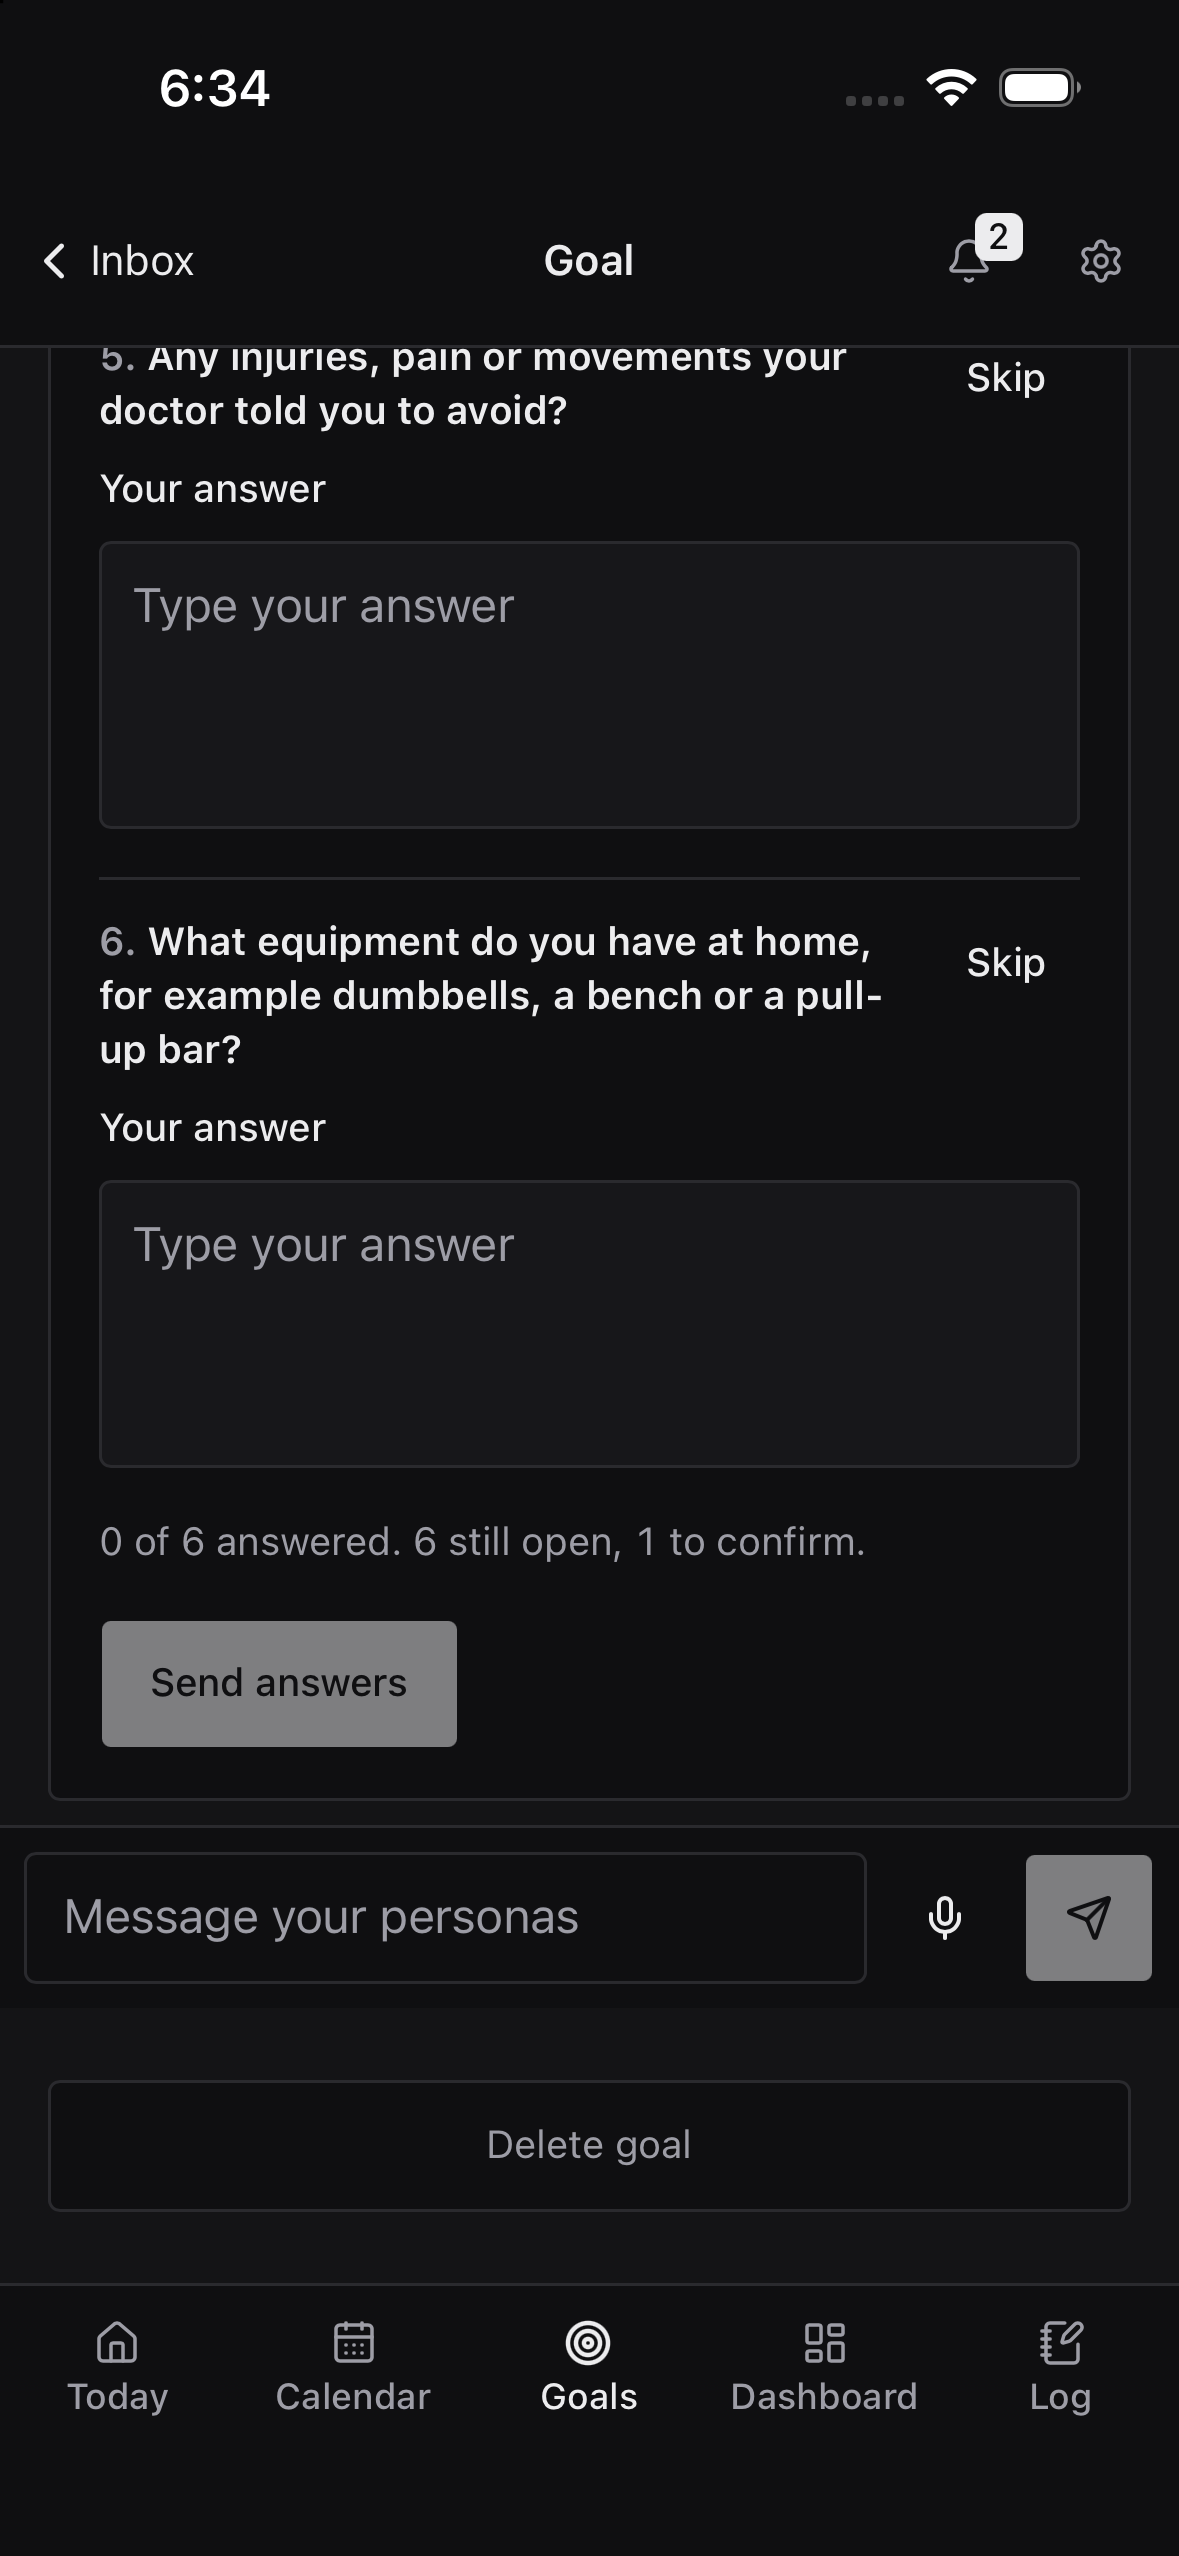 6:34
Inbox
Goal
2
5. Any injuries, pain or movements your
doctor told you to avoid?
Skip
Your answer
Type your answer
6. What equipment do you have at home,
for example dumbbells, a bench or a pull-
up bar?
Skip
Your answer
Type your answer
0 of 6 answered. 6 still open, 1 to confirm.
Send answers
Message your personas
Delete goal
Today
Calendar
Goals
Dashboard
Log